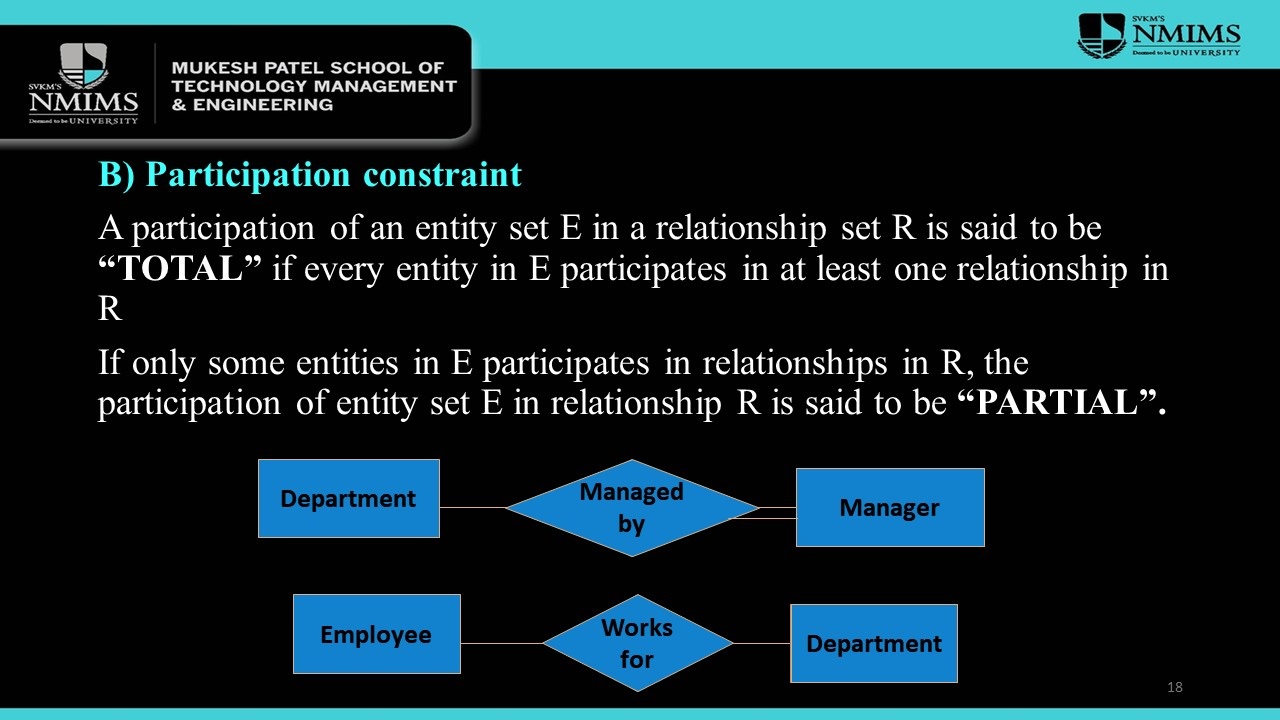 SVKM'S
NMIMS
Deemed to be UNIVERSITY
SVKM'S
NMIMS
Deemed to be UNIVERSITY
MUKESH PATEL SCHOOL OF
TECHNOLOGY MANAGEMENT
& ENGINEERING
B) Participation constraint
A participation of an entity set E in a relationship set R is said to be
“TOTAL” if every entity in E participates in at least one relationship in
R
If only some entities in E participates in relationships in R, the
participation of entity set E in relationship R is said to be “PARTIAL”.
Department
Managed
by
Manager
Employee
Works
for
Department
18